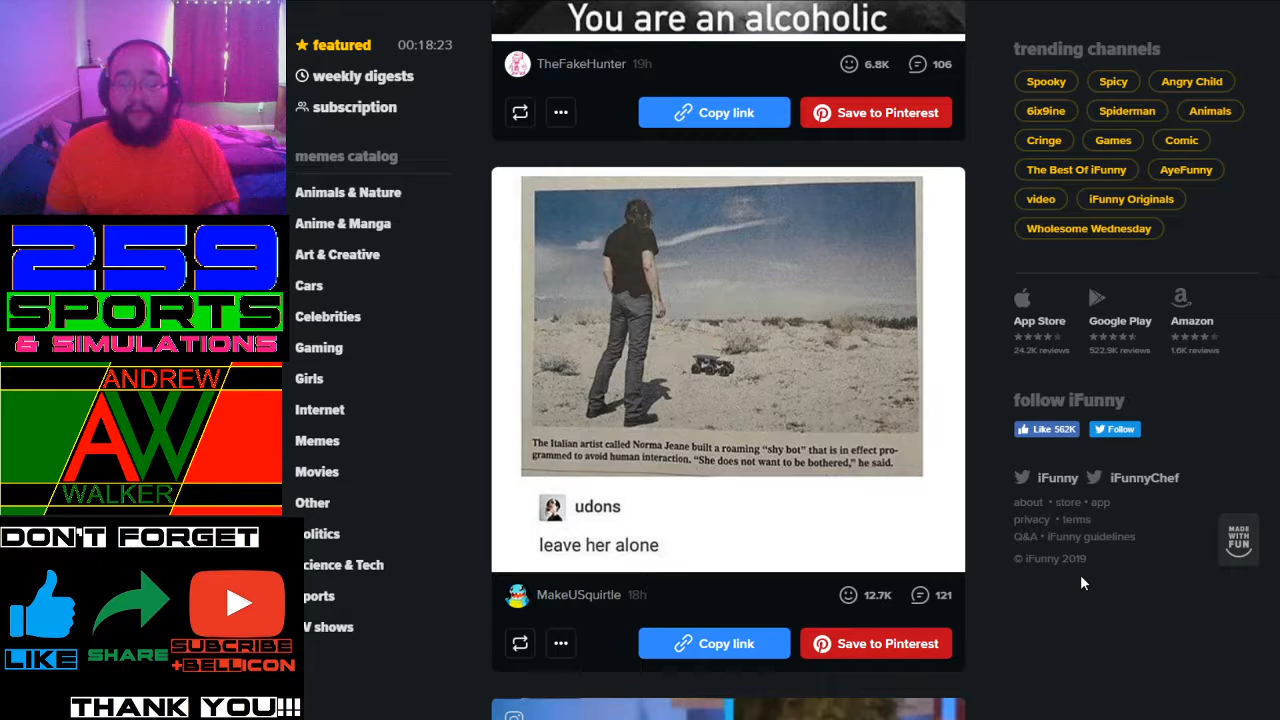 259
SPORTS
& SIMULATIONS
ANDREW
AW
WALKER
DON'T FORGET
LIKE
SHARE
SUBCRIBE
+BELLICON
THANK YOU!!!
featured 00:18:23
weekly digests
subscription
memes catalog
Animals & Nature
Anime & Manga
Art & Creative
Cars
Celebrities
Gaming
Girls
Internet
Memes
Movies
Other
olitics
cience & Tech
ports
V shows
You are an alcoholic
TheFakeHunter 19h 6.8K 106
Copy link Save to Pinterest
The Italian artist called Norma Jeane built a roaming “shy bot” that is in effect pro-
grammed to avoid human interaction. “She does not want to be bothered,” he said.
udons
leave her alone
MakeUSquirtle 18h 12.7K 121
Copy link Save to Pinterest
trending channels
Spooky Spicy Angry Child
6ix9ine Spiderman Animals
Cringe Games Comic
The Best Of iFunny AyeFunny
video iFunny Originals
Wholesome Wednesday
App Store Google Play Amazon
24.2K reviews 522.9K reviews 1.6K reviews
follow iFunny
Like 562K Follow
iFunny iFunnyChef
about • store • app
privacy • terms
Q&A • iFunny guidelines
© iFunny 2019
MADE
WITH
FUN